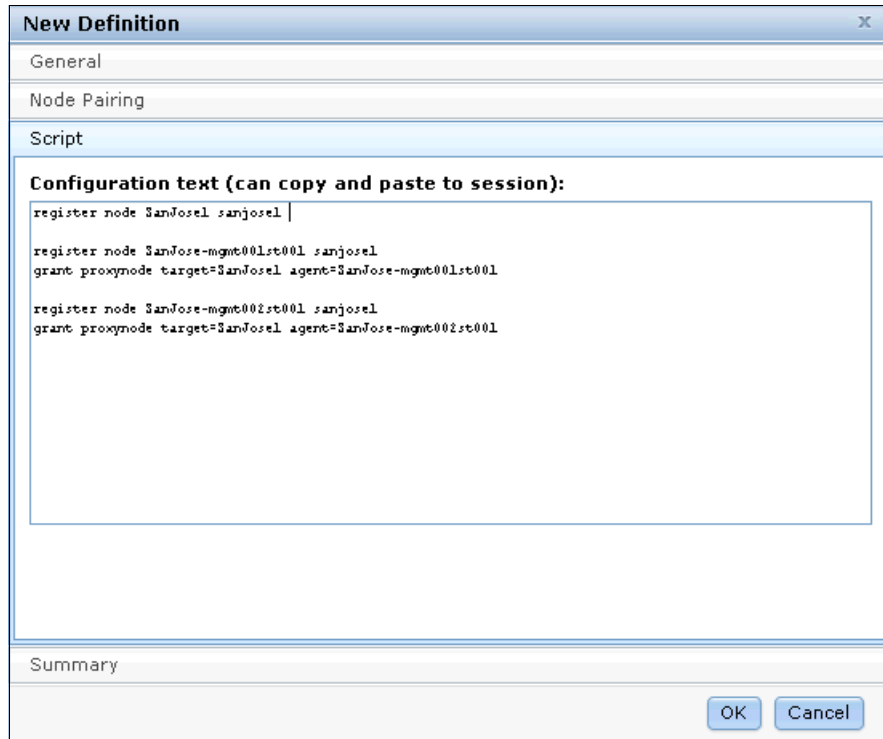 New Definition
x
General
Node Pairing
Script
Configuration text (can copy and paste to session):
register node SanJose1 sanjose1
register node SanJose-mgmt001st001 sanjose1
grant proxynode target=SanJose1 agent=SanJose-mgmt001st001
register node SanJose-mgmt002st001 sanjose1
grant proxynode target=SanJose1 agent=SanJose-mgmt002st001
Summary
OK Cancel